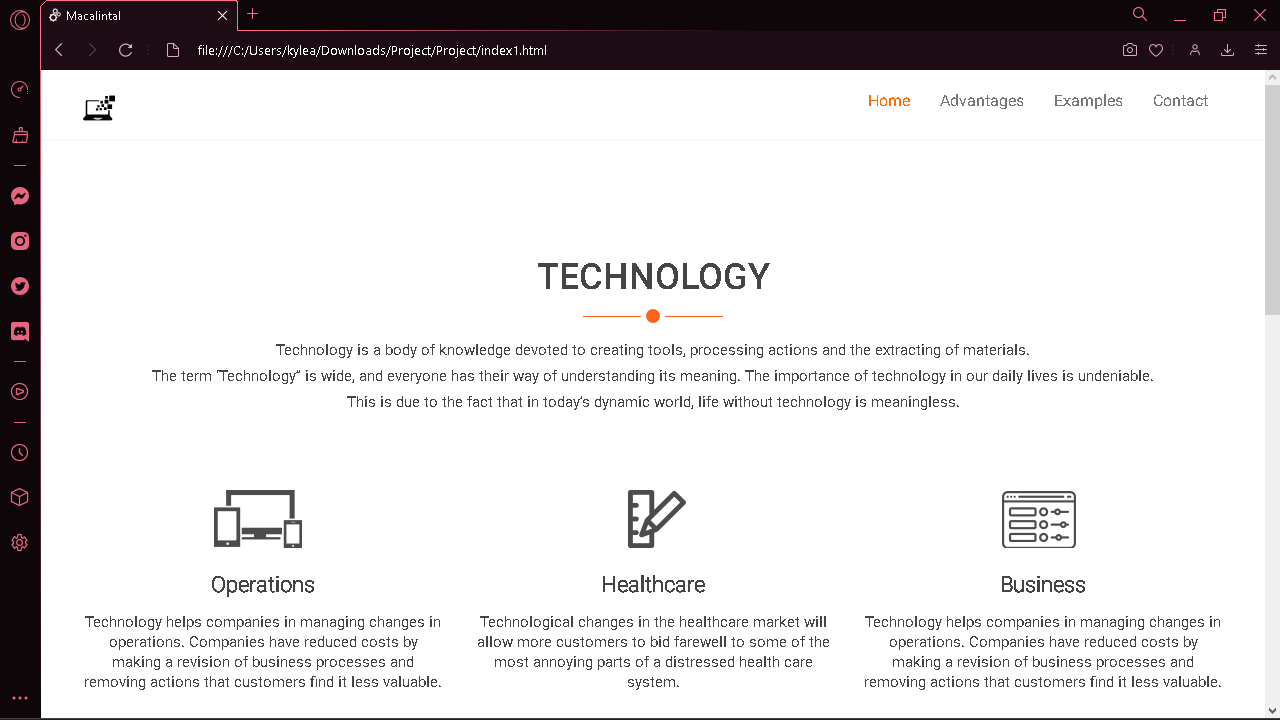 Macalintal
file:///C:/Users/kylea/Downloads/Project/Project/index1.html
Home Advantages Examples Contact
TECHNOLOGY
Technology is a body of knowledge devoted to creating tools, processing actions and the extracting of materials.
The term "Technology" is wide, and everyone has their way of understanding its meaning. The importance of technology in our daily lives is undeniable.
This is due to the fact that in today's dynamic world, life without technology is meaningless.
Operations
Technology helps companies in managing changes in
operations. Companies have reduced costs by
making a revision of business processes and
removing actions that customers find it less valuable.
Healthcare
Technological changes in the healthcare market will
allow more customers to bid farewell to some of the
most annoying parts of a distressed health care
system.
Business
Technology helps companies in managing changes in
operations. Companies have reduced costs by
making a revision of business processes and
removing actions that customers find it less valuable.